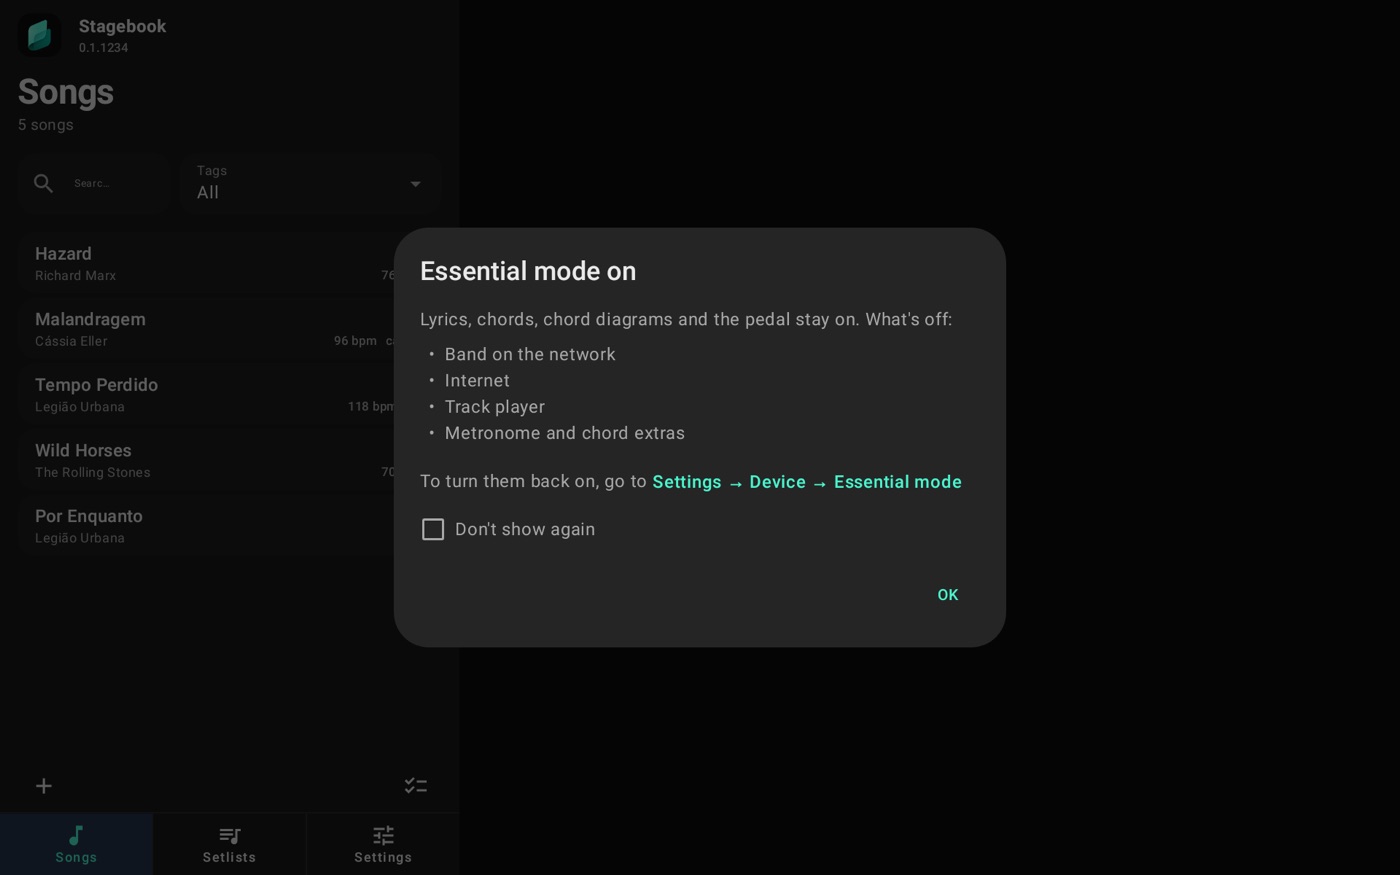 Stagebook
0.1.1234
Songs
5 songs
Searc…
Tags
All
Hazard
Richard Marx
76
Malandragem
Cássia Eller
96 bpm
Tempo Perdido
Legião Urbana
118 bpm
Wild Horses
The Rolling Stones
70
Por Enquanto
Legião Urbana
Essential mode on
Lyrics, chords, chord diagrams and the pedal stay on. What's off:
• Band on the network
• Internet
• Track player
• Metronome and chord extras
To turn them back on, go to Settings → Device → Essential mode
Don't show again
OK
Songs
Setlists
Settings